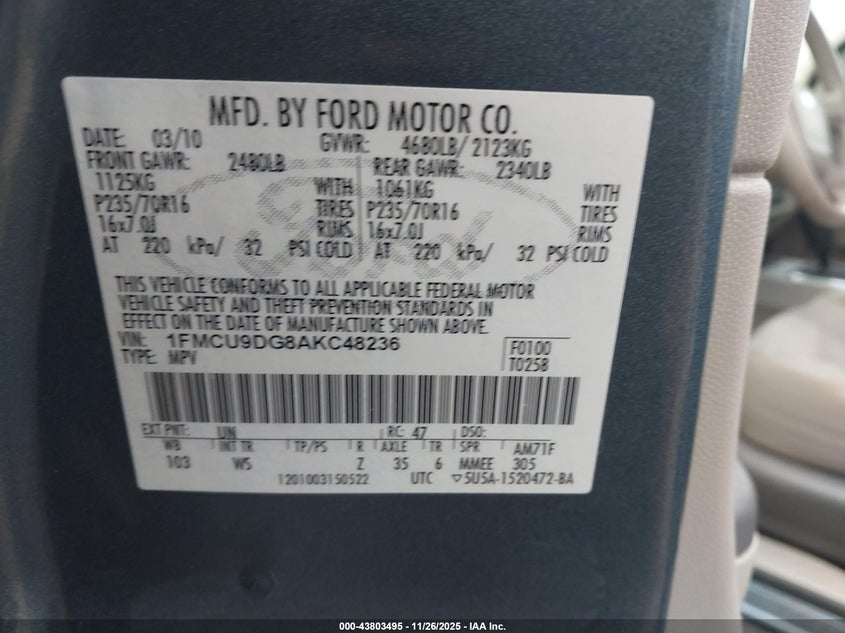 MFD. BY FORD MOTOR CO.
DATE: 03/10 GVWR: 4680LB/ 2123KG
FRONT GAWR: 2480LB REAR GAWR: 2340LB
1125KG WITH 1061KG WITH
P235/70R16 TIRES P235/70R16 TIRES
16x7.0J RIMS 16x7.0J RIMS
AT 220 kPa/ 32 PSI COLD AT 220 kPa/ 32 PSI COLD
Ford
THIS VEHICLE CONFORMS TO ALL APPLICABLE FEDERAL MOTOR
VEHICLE SAFETY AND THEFT PREVENTION STANDARDS IN
EFFECT ON THE DATE OF MANUFACTURE SHOWN ABOVE.
VIN: 1FMCU9DG8AKC48236 F0100
TYPE: MPV T0258
EXT PNT: UN RC: 47 DSO:
WB INT TR TP/PS R AXLE TR SPR AM71F
103 WS Z 35 6 MMEE 305
1201003150522 UTC ▽5U5A-1520472-BA
000-43803495 - 11/26/2025 - IAA Inc.